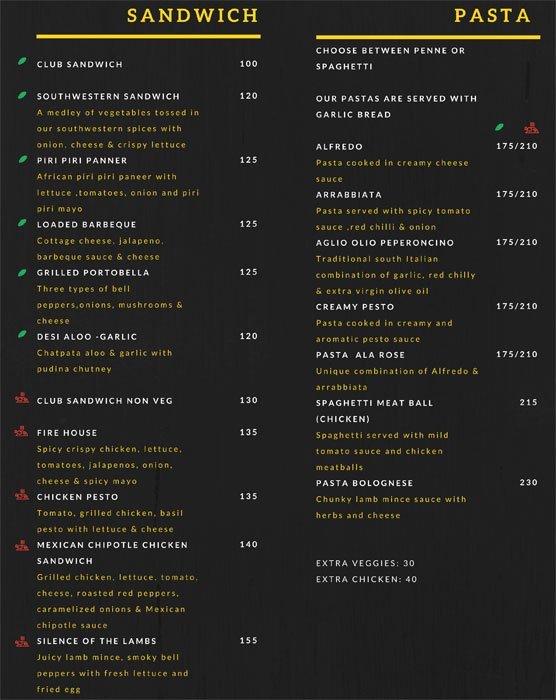 SANDWICH
CLUB SANDWICH 100
SOUTHWESTERN SANDWICH 120
A medley of vegetables tossed in
our southwestern spices with
onion, cheese & crispy lettuce
PIRI PIRI PANNER 125
African piri piri paneer with
lettuce ,tomatoes, onion and piri
piri mayo
LOADED BARBEQUE 125
Cottage cheese, jalapeno,
barbeque sauce & cheese
GRILLED PORTOBELLA 125
Three types of bell
peppers,onions, mushrooms &
cheese
DESI ALOO -GARLIC 120
Chatpata aloo & garlic with
pudina chutney
CLUB SANDWICH NON VEG 130
FIRE HOUSE 135
Spicy crispy chicken, lettuce,
tomatoes, jalapenos, onion,
cheese & spicy mayo
CHICKEN PESTO 135
Tomato, grilled chicken, basil
pesto with lettuce & cheese
MEXICAN CHIPOTLE CHICKEN 140
SANDWICH
Grilled chicken, lettuce, tomato,
cheese, roasted red peppers,
caramelized onions & Mexican
chipotle sauce
SILENCE OF THE LAMBS 155
Juicy lamb mince, smoky bell
peppers with fresh lettuce and
fried egg
PASTA
CHOOSE BETWEEN PENNE OR
SPAGHETTI
OUR PASTAS ARE SERVED WITH
GARLIC BREAD
ALFREDO 175/210
Pasta cooked in creamy cheese
sauce
ARRABBIATA 175/210
Pasta served with spicy tomato
sauce ,red chilli & onion
AGLIO OLIO PEPERONCINO 175/210
Traditional south Italian
combination of garlic, red chilly
& extra virgin olive oil
CREAMY PESTO 175/210
Pasta cooked in creamy and
aromatic pesto sauce
PASTA ALA ROSE 175/210
Unique combination of Alfredo &
arrabbiata
SPAGHETTI MEAT BALL 215
(CHICKEN)
Spaghetti served with mild
tomato sauce and chicken
meatballs
PASTA BOLOGNESE 230
Chunky lamb mince sauce with
herbs and cheese
EXTRA VEGGIES: 30
EXTRA CHICKEN: 40